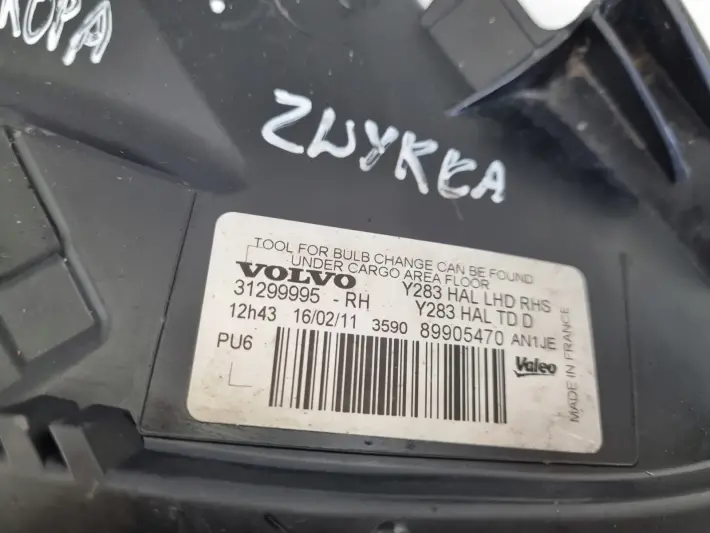 ZWYKŁA
TOOL FOR BULB CHANGE CAN BE FOUND
UNDER CARGO AREA FLOOR
VOLVO
Y283 HAL LHD RHS
31299995 -RH
Y283 HAL TD D
12h43 16/02/11 3590 89905470 AN1JE
PU6
Valeo
MADE IN FRANCE